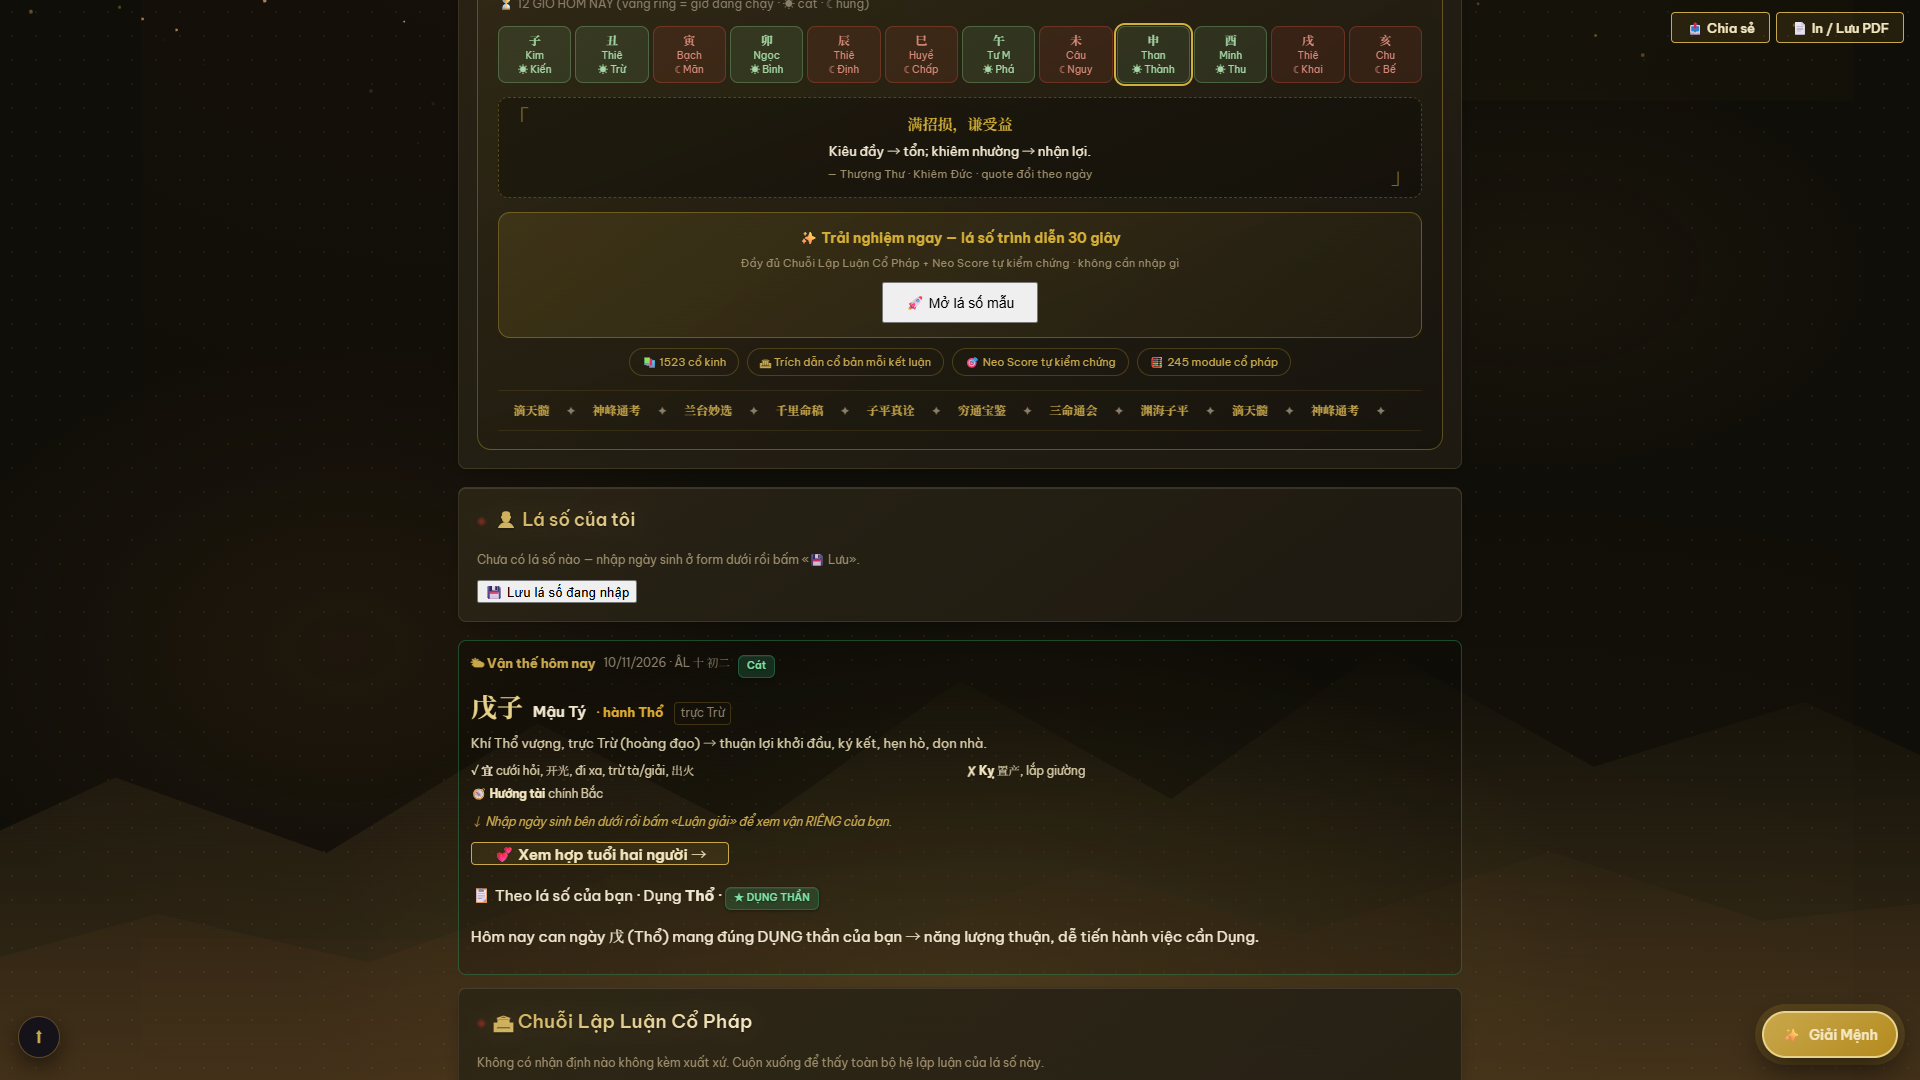 12 GIỜ HÔM NAY (vàng ring = giờ đang chạy · ☀ cát · ☾ hung)
Chia sẻ
In / Lưu PDF
子 丑 寅 卯 辰 巳 午 未 申 酉 戌 亥
Kim Thiê Bạch Ngọc Thiê Huyề Tư M Câu Than Minh Thiê Chu
☀ Kiến ☀ Trừ ☾ Mãn ☀ Bình ☾ Định ☾ Chấp ☀ Phá ☾ Nguy ☀ Thành ☀ Thu ☾ Khai ☾ Bế
「
满招损，谦受益
Kiêu đầy → tổn; khiêm nhường → nhận lợi.
— Thượng Thư · Khiêm Đức · quote đổi theo ngày
」
✨ Trải nghiệm ngay — lá số trình diễn 30 giây
Đầy đủ Chuỗi Lập Luận Cổ Pháp + Neo Score tự kiểm chứng · không cần nhập gì
🚀 Mở lá số mẫu
1523 cổ kinh
Trích dẫn cổ bản mỗi kết luận
🎯 Neo Score tự kiểm chứng
245 module cổ pháp
滴天髓 ✦ 神峰通考 ✦ 兰台妙选 ✦ 千里命稿 ✦ 子平真诠 ✦ 穷通宝鉴 ✦ 三命通会 ✦ 渊海子平 ✦ 滴天髓 ✦ 神峰通考 ✦
👤 Lá số của tôi
Chưa có lá số nào — nhập ngày sinh ở form dưới rồi bấm «💾 Lưu».
💾 Lưu lá số đang nhập
Vận thế hôm nay 10/11/2026 · ÂL 十 初二 Cát
戊子 Mậu Tý · hành Thổ trực Trừ
Khí Thổ vượng, trực Trừ (hoàng đạo) → thuận lợi khởi đầu, ký kết, hẹn hò, dọn nhà.
✓ 宜 cưới hỏi, 开光, đi xa, trừ tà/giải, 出火
✗ Kỵ 置产, lắp giường
🧭 Hướng tài chính Bắc
↓ Nhập ngày sinh bên dưới rồi bấm «Luận giải» để xem vận RIÊNG của bạn.
💕 Xem hợp tuổi hai người →
Theo lá số của bạn · Dụng Thổ · ★ DỤNG THẦN
Hôm nay can ngày 戊 (Thổ) mang đúng DỤNG thần của bạn → năng lượng thuận, dễ tiến hành việc cần Dụng.
Chuỗi Lập Luận Cổ Pháp
Không có nhận định nào không kèm xuất xứ. Cuộn xuống để thấy toàn bộ hệ lập luận của lá số này.
✨ Giải Mệnh